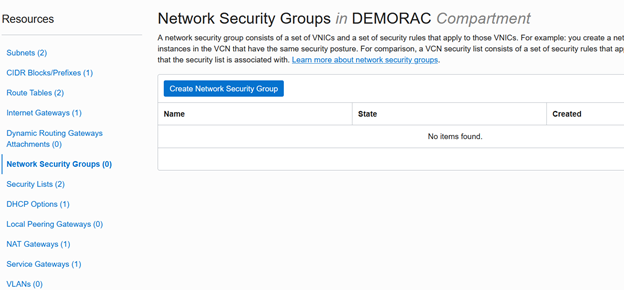 Resources
Subnets (2)
CIDR Blocks/Prefixes (1)
Route Tables (2)
Internet Gateways (1)
Dynamic Routing Gateways
Attachments (0)
Network Security Groups (0)
Security Lists (2)
DHCP Options (1)
Local Peering Gateways (0)
NAT Gateways (1)
Service Gateways (1)
VLANs (0)
Network Security Groups in DEMORAC Compartment
A network security group consists of a set of VNICs and a set of security rules that apply to those VNICs. For example: you create a net
instances in the VCN that have the same security posture. For comparison, a VCN security list consists of a set of security rules that ap
that the security list is associated with. Learn more about network security groups.
Create Network Security Group
Name State Created
No items found.